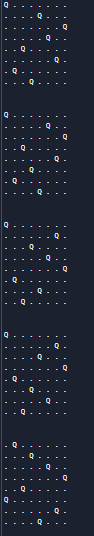 Q . . . . . . .
. . . . Q . . .
. . . . . . . Q
. . . . . Q . .
. . Q . . . . .
. . . . . . Q .
. Q . . . . . .
. . . Q . . . .
Q . . . . . . .
. . . . . Q . .
. . . . . . . Q
. . Q . . . . .
. . . . . . Q .
. . . Q . . . .
. Q . . . . . .
. . . . Q . . .
Q . . . . . . .
. . . . . . Q .
. . . Q . . . .
. . . . . Q . .
. . . . . . . Q
. Q . . . . . .
. . . . Q . . .
. . Q . . . . .
Q . . . . . . .
. . . . . . Q .
. . . . Q . . .
. . . . . . . Q
. Q . . . . . .
. . . Q . . . .
. . . . . Q . .
. . Q . . . . .
. Q . . . . . .
. . . Q . . . .
. . . . . Q . .
. . . . . . . Q
. . Q . . . . .
Q . . . . . . .
. . . . . . Q .
. . . . Q . . .